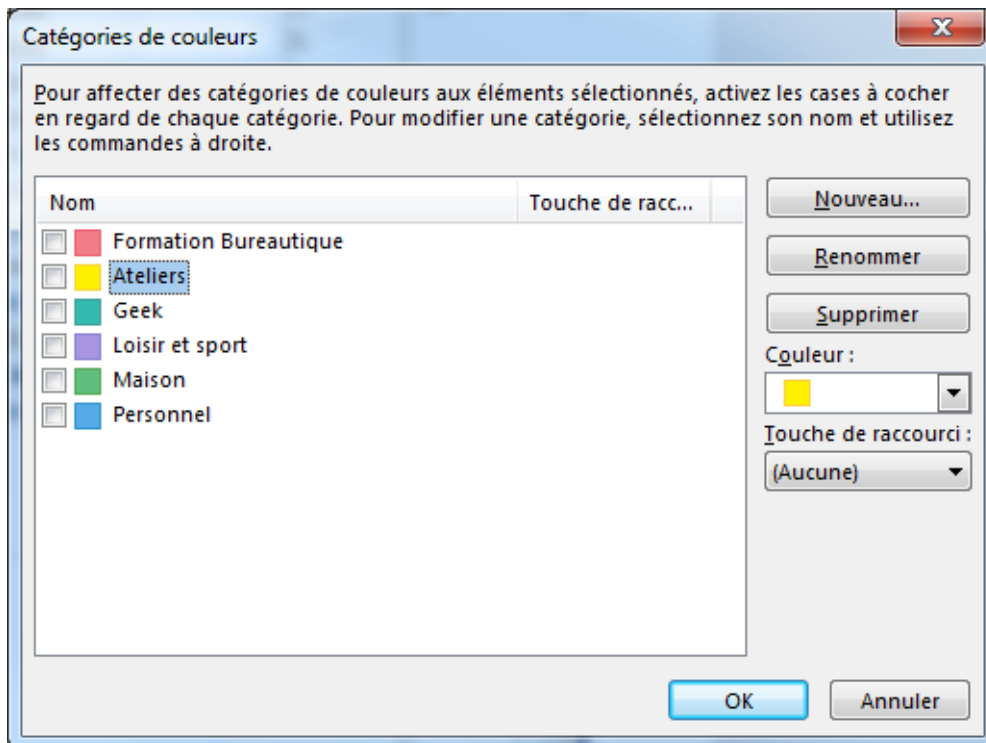 Catégories de couleurs
Pour affecter des catégories de couleurs aux éléments sélectionnés, activez les cases à cocher
en regard de chaque catégorie. Pour modifier une catégorie, sélectionnez son nom et utilisez
les commandes à droite.
Nom
Touche de racc...
Formation Bureautique
Ateliers
Geek
Loisir et sport
Maison
Personnel
Nouveau...
Renommer
Supprimer
Couleur :
Touche de raccourci :
(Aucune)
OK
Annuler